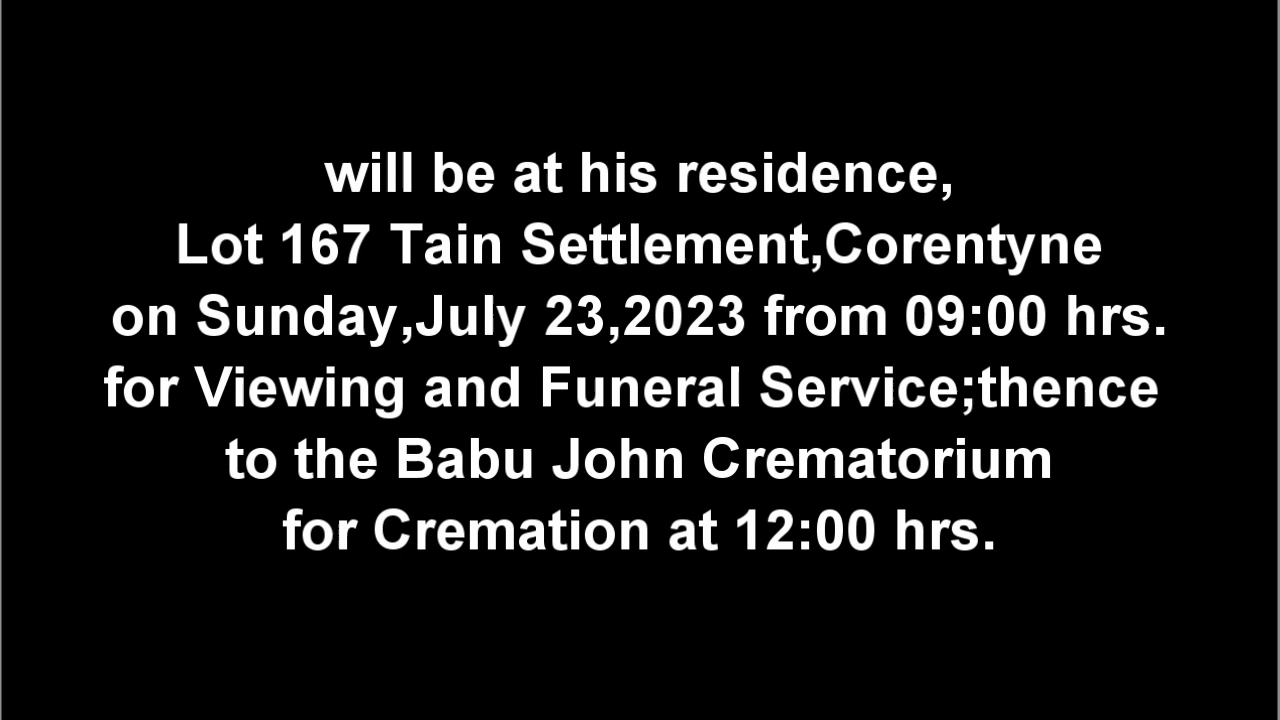 will be at his residence,
Lot 167 Tain Settlement,Corentyne
on Sunday,July 23,2023 from 09:00 hrs.
for Viewing and Funeral Service;thence
to the Babu John Crematorium
for Cremation at 12:00 hrs.